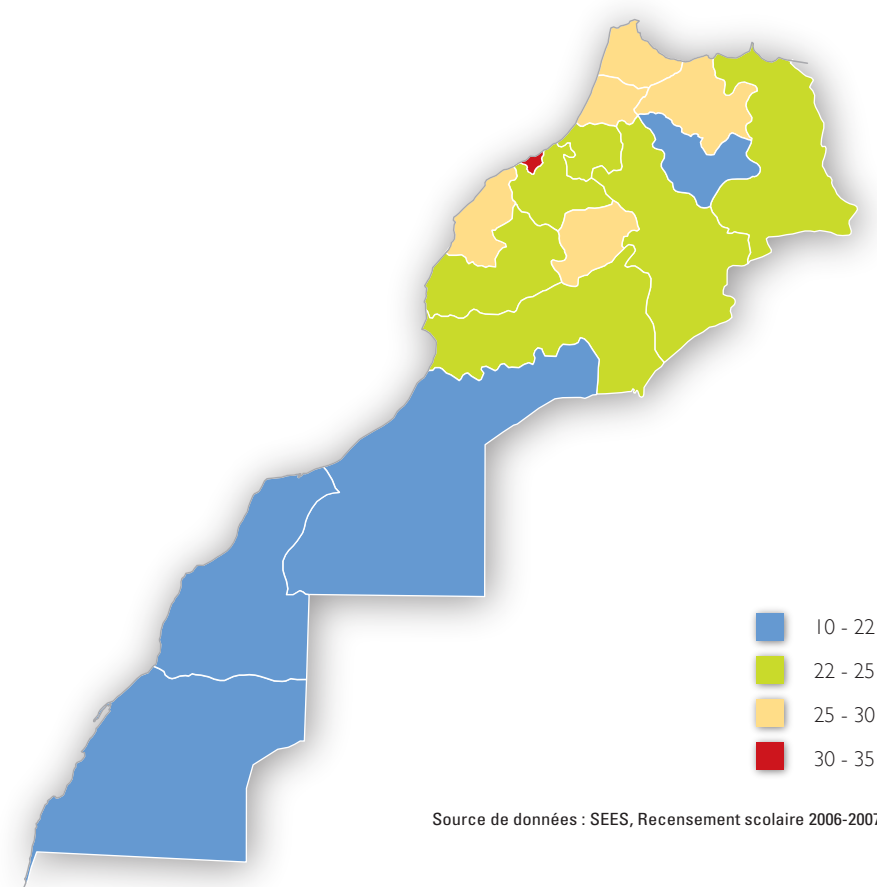 10 - 22
22 - 25
25 - 30
30 - 35
Source de données : SEES, Recensement scolaire 2006-2007